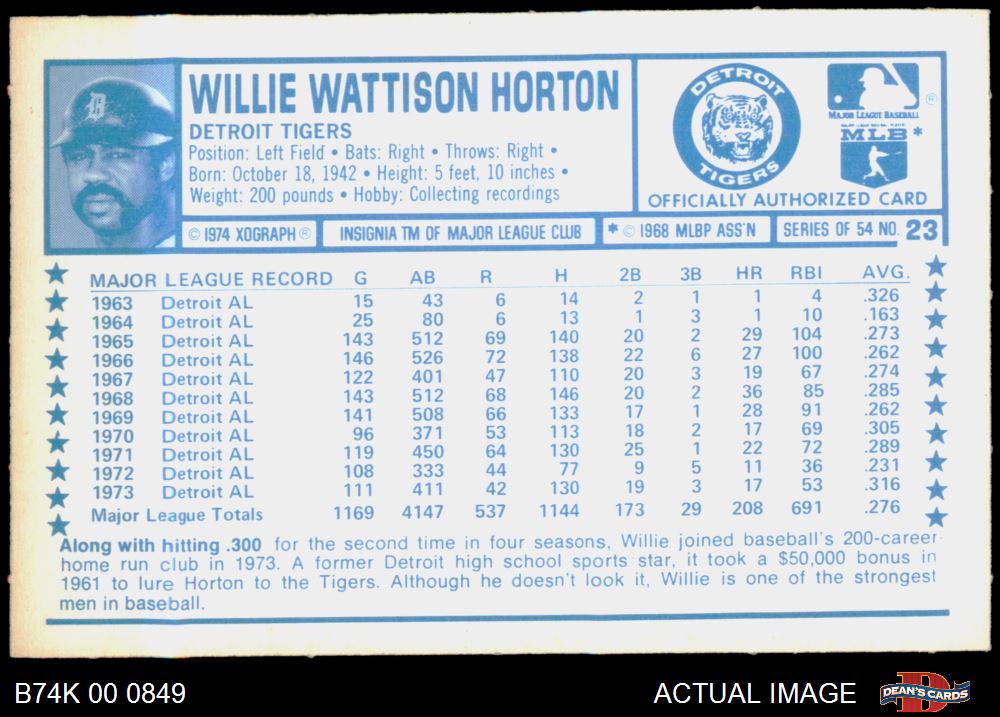 WILLIE WATTISON HORTON
DETROIT TIGERS
Position: Left Field • Bats: Right • Throws: Right •
Born: October 18, 1942 • Height: 5 feet, 10 inches •
Weight: 200 pounds • Hobby: Collecting recordings
DETROIT
TIGERS
MAJOR LEAGUE BASEBALL ®
MLB *
OFFICIALLY AUTHORIZED CARD
© 1974 XOGRAPH ® INSIGNIA TM OF MAJOR LEAGUE CLUB * © 1968 MLBP ASS'N SERIES OF 54 NO. 23
MAJOR LEAGUE RECORD G AB R H 2B 3B HR RBI AVG.
1963 Detroit AL 15 43 6 14 2 1 1 4 .326
1964 Detroit AL 25 80 6 13 1 3 1 10 .163
1965 Detroit AL 143 512 69 140 20 2 29 104 .273
1966 Detroit AL 146 526 72 138 22 6 27 100 .262
1967 Detroit AL 122 401 47 110 20 3 19 67 .274
1968 Detroit AL 143 512 68 146 20 2 36 85 .285
1969 Detroit AL 141 508 66 133 17 1 28 91 .262
1970 Detroit AL 96 371 53 113 18 2 17 69 .305
1971 Detroit AL 119 450 64 130 25 1 22 72 .289
1972 Detroit AL 108 333 44 77 9 5 11 36 .231
1973 Detroit AL 111 411 42 130 19 3 17 53 .316
Major League Totals 1169 4147 537 1144 173 29 208 691 .276
Along with hitting .300 for the second time in four seasons, Willie joined baseball's 200-career
home run club in 1973. A former Detroit high school sports star, it took a $50,000 bonus in
1961 to lure Horton to the Tigers. Although he doesn't look it, Willie is one of the strongest
men in baseball.
B74K 00 0849 ACTUAL IMAGE DEAN'S CARDS